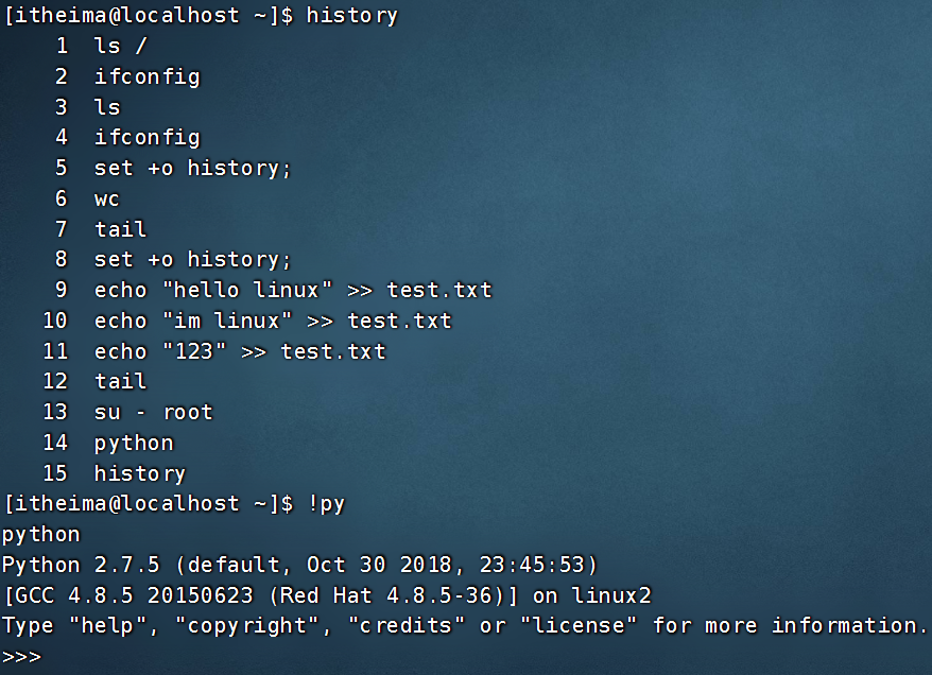 [itheima@localhost ~]$ history
    1  ls /
    2  ifconfig
    3  ls
    4  ifconfig
    5  set +o history;
    6  wc
    7  tail
    8  set +o history;
    9  echo "hello linux" >> test.txt
   10  echo "im linux" >> test.txt
   11  echo "123" >> test.txt
   12  tail
   13  su - root
   14  python
   15  history
[itheima@localhost ~]$ !py
python
Python 2.7.5 (default, Oct 30 2018, 23:45:53)
[GCC 4.8.5 20150623 (Red Hat 4.8.5-36)] on linux2
Type "help", "copyright", "credits" or "license" for more information.
>>>